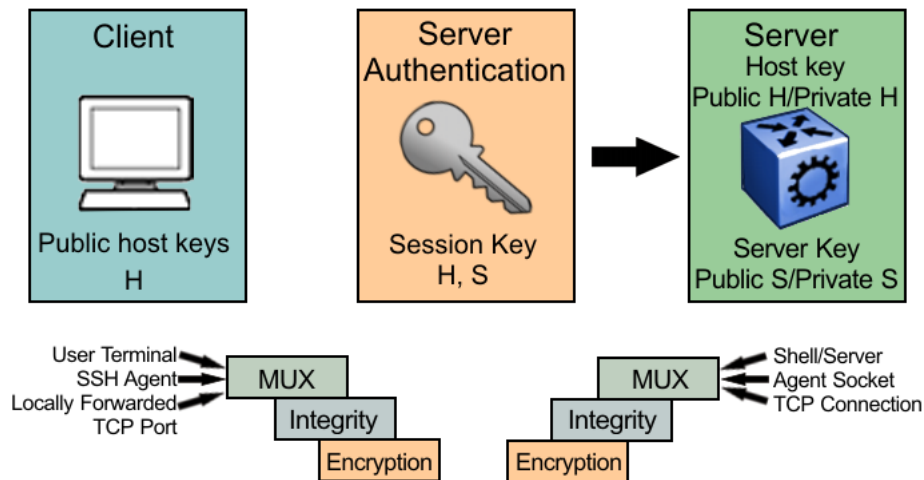 Client
Public host keys
H
Server
Authentication
Session Key
H, S
Server
Host key
Public H/Private H
Server Key
Public S/Private S
User Terminal
SSH Agent
Locally Forwarded
TCP Port
MUX
Integrity
Encryption
MUX
Integrity
Encryption
Shell/Server
Agent Socket
TCP Connection